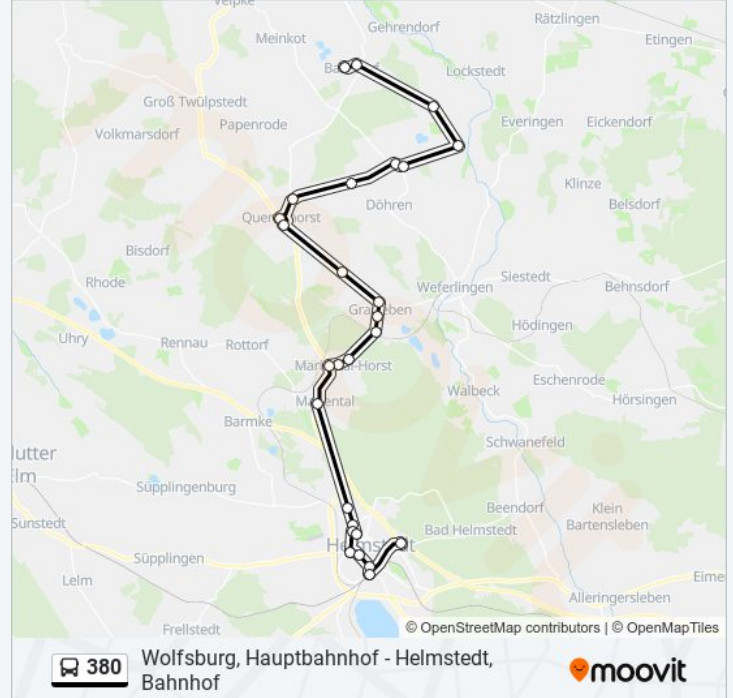 Velpke
Gehrendorf
Rätzlingen
Meinkot
Etingen
Lockstedt
Groß Twülpstedt
Volkmarsdorf
Papenrode
Everingen
Eickendorf
Klinze
Döhren
Belsdorf
Bisdorf
Rhode
Weferlingen
Siestedt
Behnsdorf
Hödingen
Uhry
Rennau
Rottorf
Eschenrode
Walbeck
Hörsingen
Barmke
Schwanefeld
Süpplingenburg
Beendorf
Klein
Bartensleben
Sunstedt
Bad Helmstedt
Helmstedt
Süpplingen
Lelm
Alleringersleben
Frellstedt
© OpenStreetMap contributors | © OpenMapTiles
380
Wolfsburg, Hauptbahnhof - Helmstedt,
Bahnhof
moovit